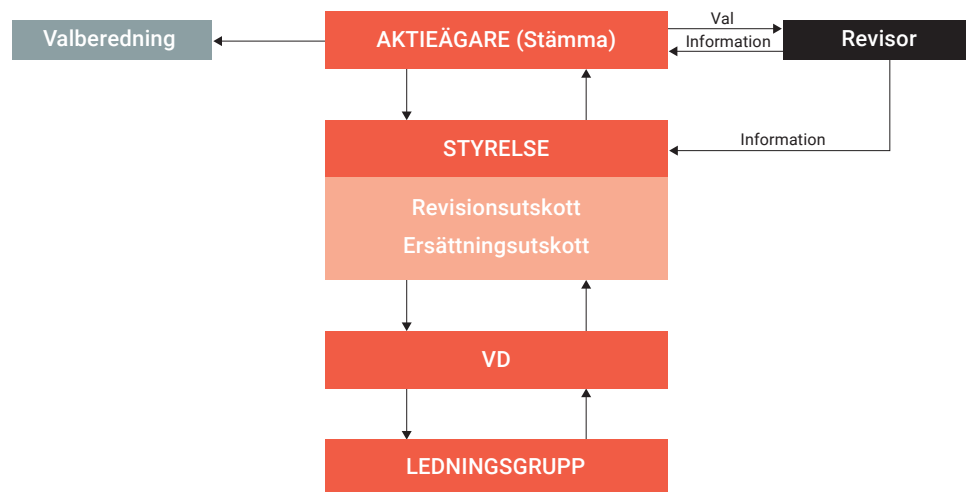 Valberedning
AKTIEÄGARE (Stämma)
Val
Information
Revisor
STYRELSE
Information
Revisionsutskott
Ersättningsutskott
VD
LEDNINGSGRUPP